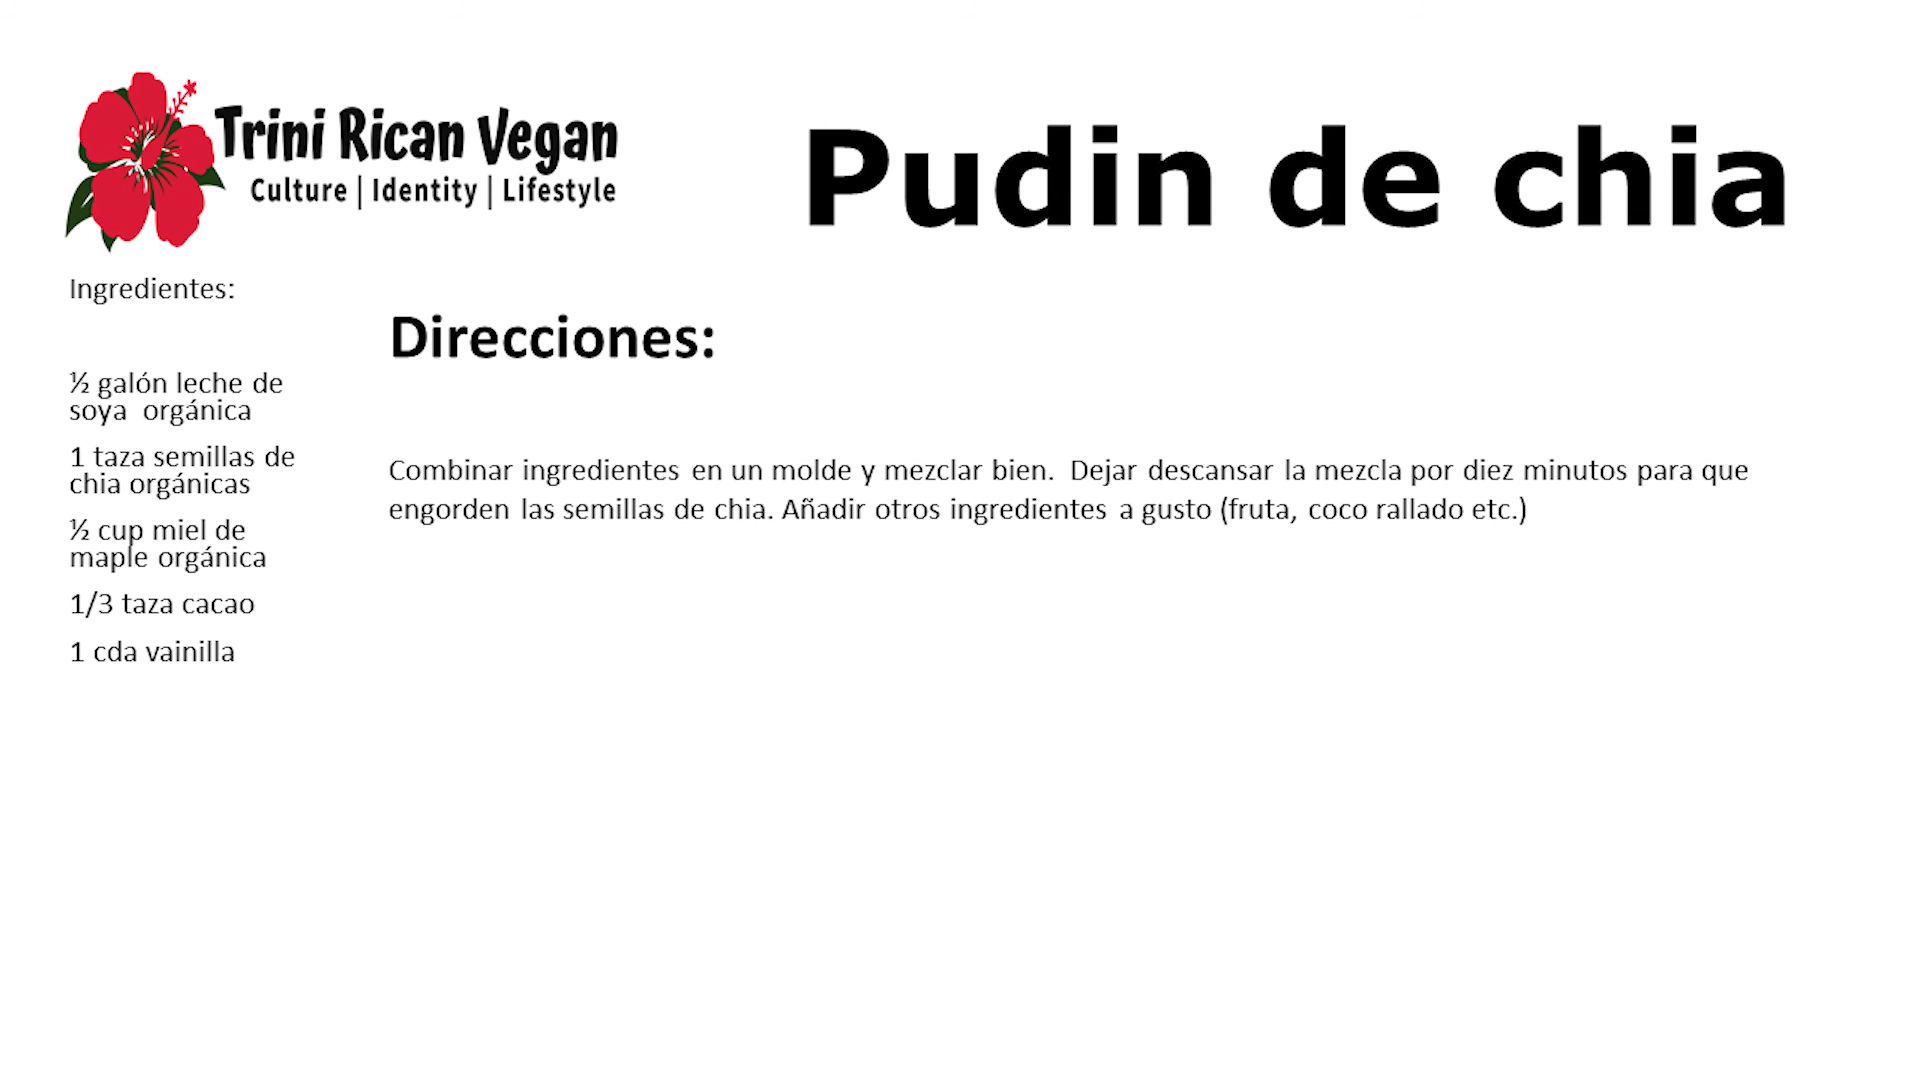 Trini Rican Vegan
Culture | Identity | Lifestyle
Pudin de chia
Ingredientes:
½ galón leche de
soya orgánica
1 taza semillas de
chia orgánicas
½ cup miel de
maple orgánica
1/3 taza cacao
1 cda vainilla
Direcciones:
Combinar ingredientes en un molde y mezclar bien. Dejar descansar la mezcla por diez minutos para que
engorden las semillas de chia. Añadir otros ingredientes a gusto (fruta, coco rallado etc.)